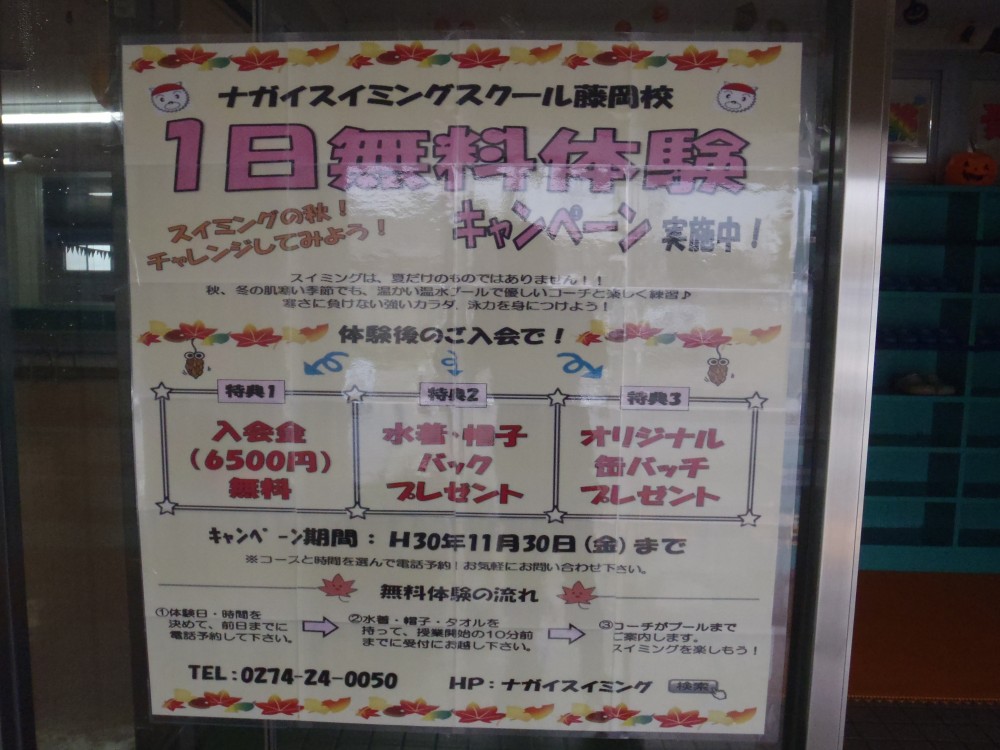 ナガイスイミングスクール藤岡校
1日無料体験
スイミングの秋！
チャレンジしてみよう！
キャンペーン 実施中！
スイミングは、夏だけのものではありません！！
秋、冬の肌寒い季節でも、温かい温水プールで優しいコーチと楽しく練習♪
寒さに負けない強いカラダ、泳力を身につけよう！
体験後のご入会で！
特典1
入会金
（6500円）
無料
特典2
水着・帽子
バック
プレゼント
特典3
オリジナル
缶バッチ
プレゼント
キャンペーン期間：H30年11月30日（金）まで
※コースと時間を選んで電話予約！お気軽にお問い合わせ下さい。
無料体験の流れ
①体験日・時間を
決めて、前日までに
電話予約して下さい。
②水着・帽子・タオルを
持って、授業開始の10分前
までに受付にお越し下さい。
③コーチがプールまで
ご案内します。
スイミングを楽しもう！
TEL：0274-24-0050
HP：ナガイスイミング 検索